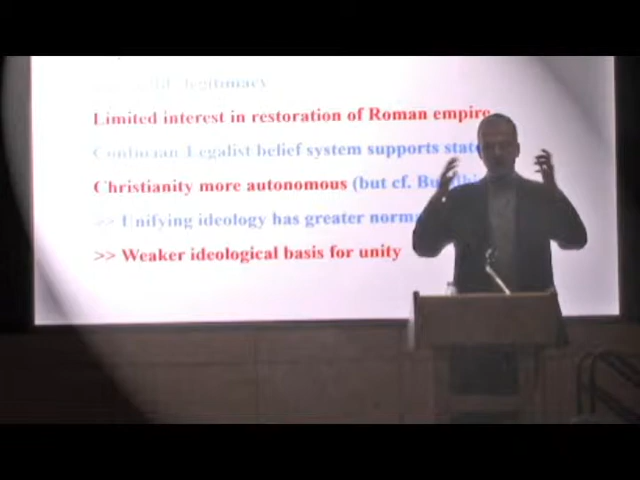 legitimacy
Limited interest in restoration of Roman empire
Confucian-Legalist belief system supports state
Christianity more autonomous (but cf.
>> Unifying ideology has greater
>> Weaker ideological basis for unity